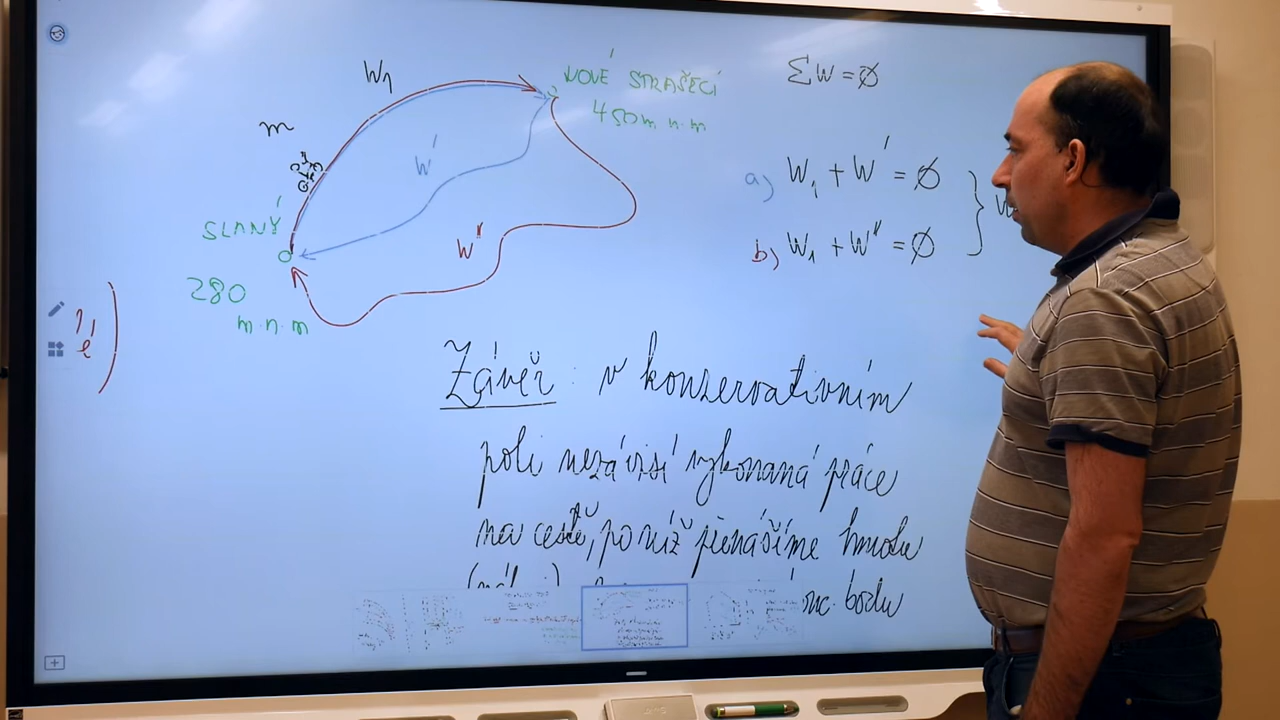 W₁
NOVÉ STRAŠECÍ
450 m n.m
ΣW = ∅
m
W'
a) W₁ + W' = ∅
SLANÝ
W"
b) W₁ + W" = ∅
280
m.n.m
Závěr: v konzervativním
poli nezávisí vykonaná práce
na cestě, po níž přenášíme hmotu
bodu